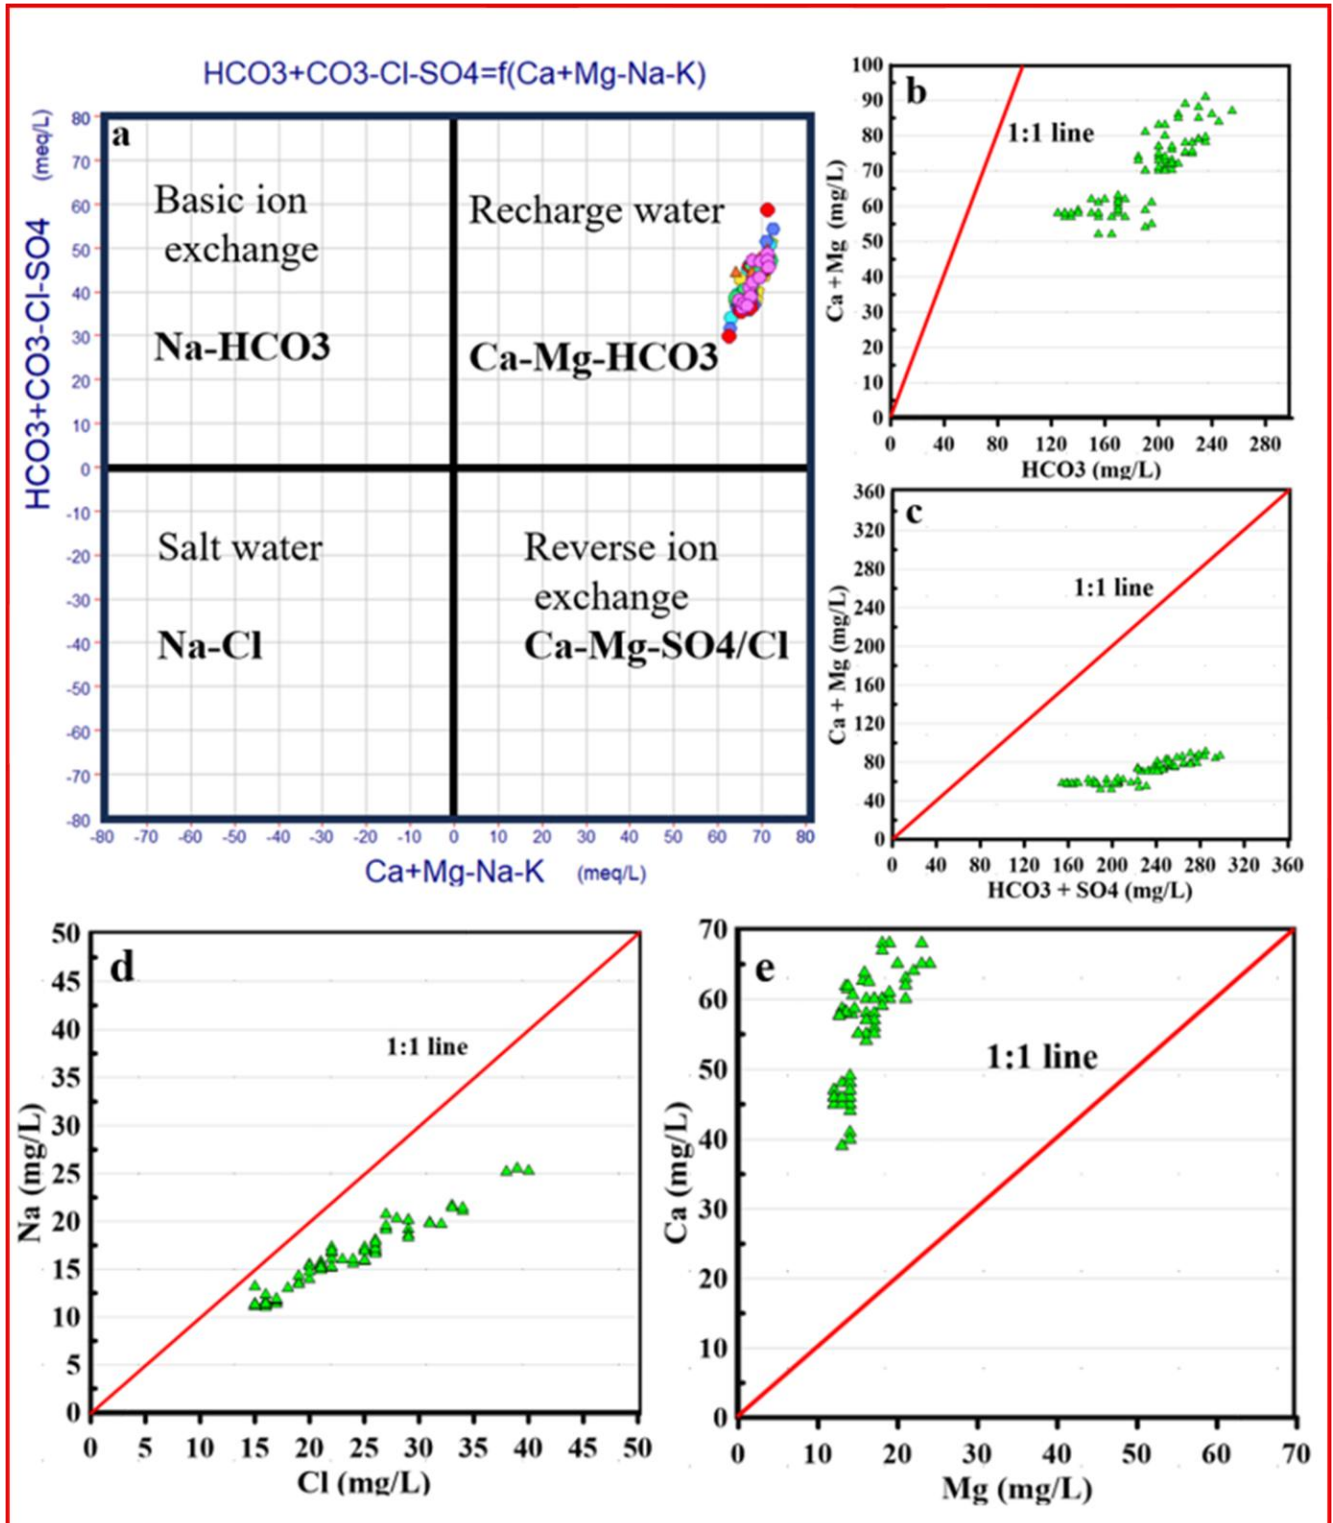 HCO3+CO3-Cl-SO4=f(Ca+Mg-Na-K)
a
HCO3+CO3-Cl-SO4 (meq/L)
80
70
60
50
40
30
20
10
0
-10
-20
-30
-40
-50
-60
-70
-80
Basic ion
exchange
Na-HCO3
Recharge water
Ca-Mg-HCO3
Salt water
Na-Cl
Reverse ion
exchange
Ca-Mg-SO4/Cl
-80 -70 -60 -50 -40 -30 -20 -10 0 10 20 30 40 50 60 70 80
Ca+Mg-Na-K (meq/L)
b
1:1 line
Ca +Mg (mg/L)
100
90
80
70
60
50
40
30
20
10
0
0 40 80 120 160 200 240 280
HCO3 (mg/L)
c
1:1 line
Ca + Mg (mg/L)
360
320
280
240
200
160
120
80
40
0
0 40 80 120 160 200 240 280 320 360
HCO3 + SO4 (mg/L)
d
1:1 line
Na (mg/L)
50
45
40
35
30
25
20
15
10
5
0
0 5 10 15 20 25 30 35 40 45 50
Cl (mg/L)
e
1:1 line
Ca (mg/L)
70
60
50
40
30
20
10
0
0 10 20 30 40 50 60 70
Mg (mg/L)